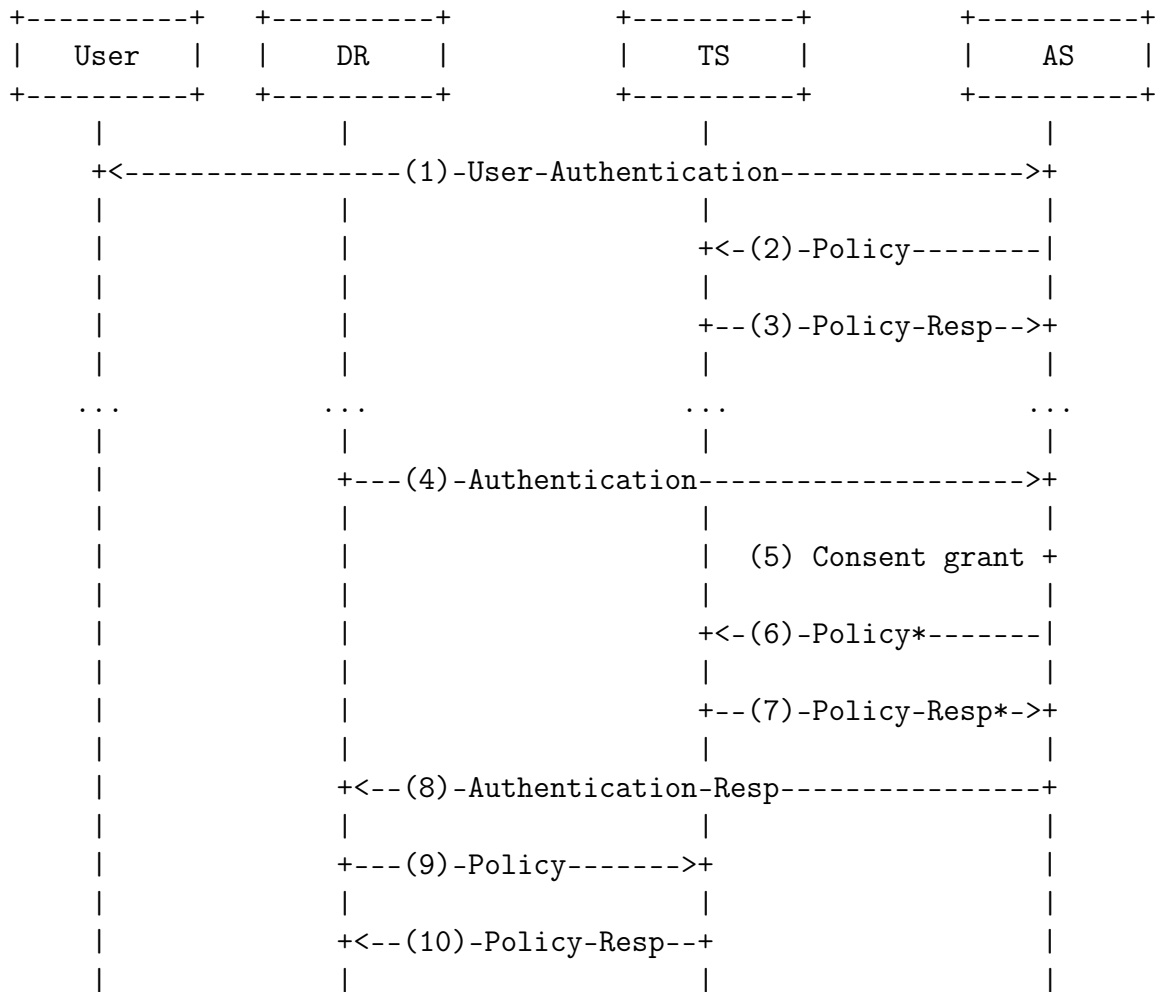 +----------+   +----------+          +----------+         +----------+
|   User   |   |    DR    |          |    TS    |         |    AS    |
+----------+   +----------+          +----------+         +----------+
     |              |                     |                    |
    +<-----------------(1)-User-Authentication--------------->+
     |              |                     |                    |
     |              |                     +<-(2)-Policy--------|
     |              |                     |                    |
     |              |                     +--(3)-Policy-Resp-->+
     |              |                     |                    |
    ...            ...                   ...                  ...
     |              |                     |                    |
     |              +---(4)-Authentication-------------------->+
     |              |                     |                    |
     |              |                     |  (5) Consent grant +
     |              |                     |                    |
     |              |                     +<-(6)-Policy*-------|
     |              |                     |                    |
     |              |                     +--(7)-Policy-Resp*->+
     |              |                     |                    |
     |              +<--(8)-Authentication-Resp----------------+
     |              |                     |                    |
     |              +---(9)-Policy------->+                    |
     |              |                     |                    |
     |              +<--(10)-Policy-Resp--+                    |
     |              |                     |                    |